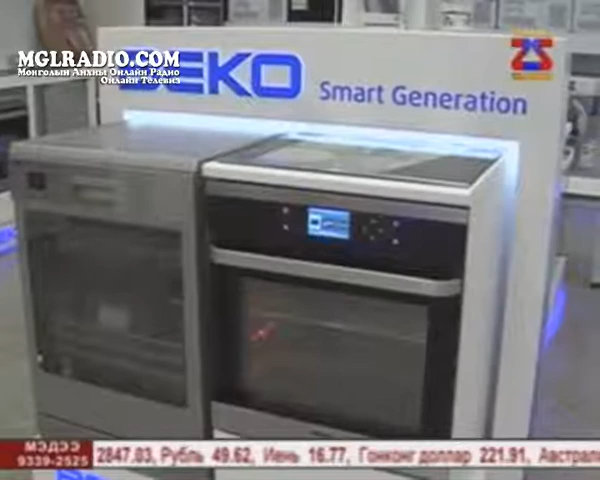 MGLRADIO.COM
Монголын Анхны Онлайн Радио
Онлайн Телевиз
BEKO
Smart Generation
МЭДЭЭ
9339-2525
2847.03, Рубль 49.62, Иень 16.77, Гонконг доллар 221.91, Австрал